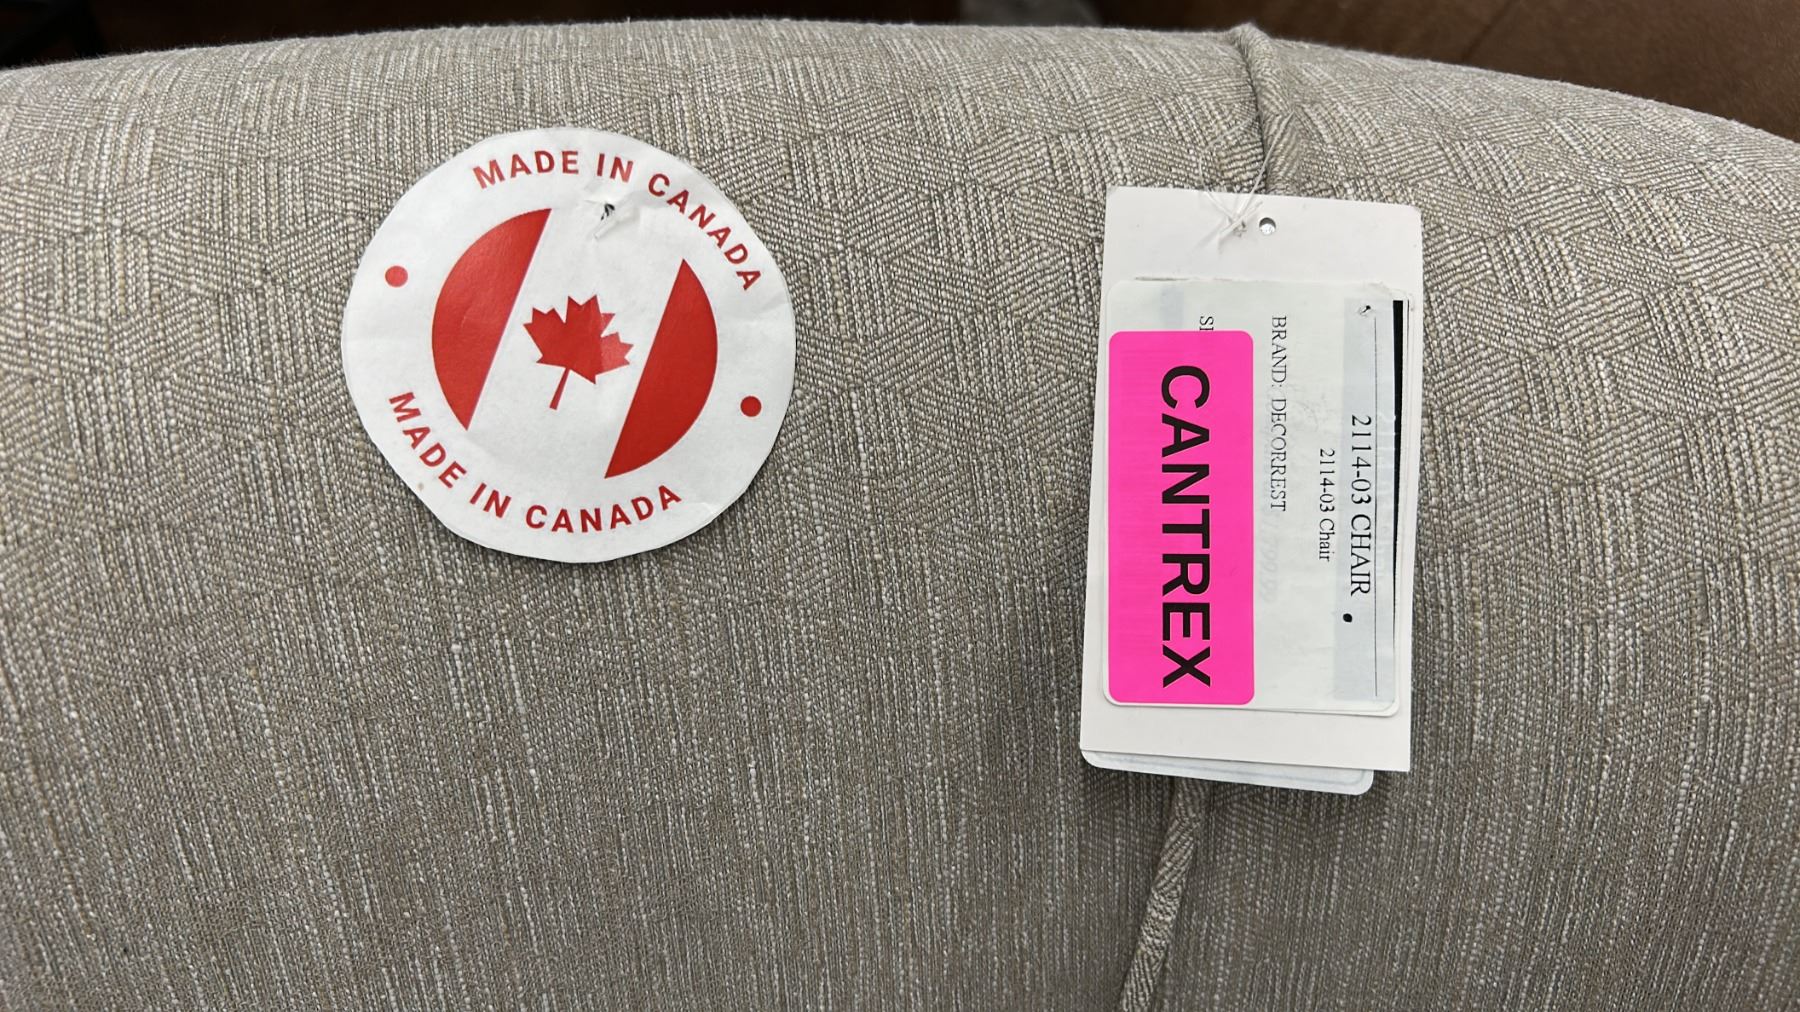 MADE IN CANADA
MADE IN CANADA
2114-03 CHAIR
2114-03 Chair
BRAND: DECORREST
CANTREX